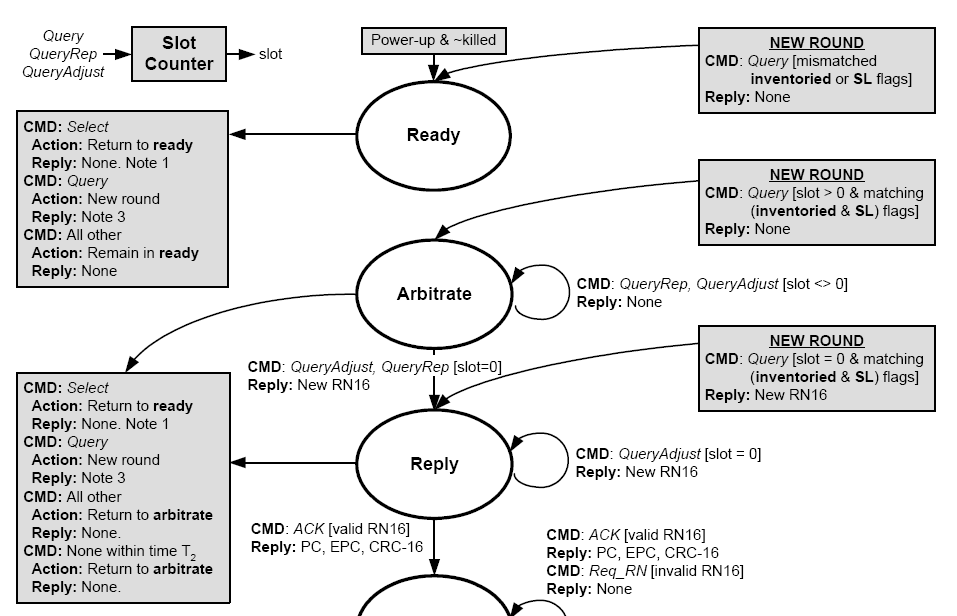 Query
QueryRep
QueryAdjust
Slot
Counter
slot
Power-up & ~killed
NEW ROUND
CMD: Query [mismatched
inventoried or SL flags]
Reply: None
Ready
CMD: Select
Action: Return to ready
Reply: None. Note 1
CMD: Query
Action: New round
Reply: Note 3
CMD: All other
Action: Remain in ready
Reply: None
NEW ROUND
CMD: Query [slot > 0 & matching
(inventoried & SL) flags]
Reply: None
Arbitrate
CMD: QueryRep, QueryAdjust [slot <> 0]
Reply: None
CMD: QueryAdjust, QueryRep [slot=0]
Reply: New RN16
NEW ROUND
CMD: Query [slot = 0 & matching
(inventoried & SL) flags]
Reply: New RN16
CMD: Select
Action: Return to ready
Reply: None. Note 1
CMD: Query
Action: New round
Reply: Note 3
CMD: All other
Action: Return to arbitrate
Reply: None.
CMD: None within time T2
Action: Return to arbitrate
Reply: None.
Reply
CMD: QueryAdjust [slot = 0]
Reply: New RN16
CMD: ACK [valid RN16]
Reply: PC, EPC, CRC-16
CMD: ACK [valid RN16]
Reply: PC, EPC, CRC-16
CMD: Req_RN [invalid RN16]
Reply: None